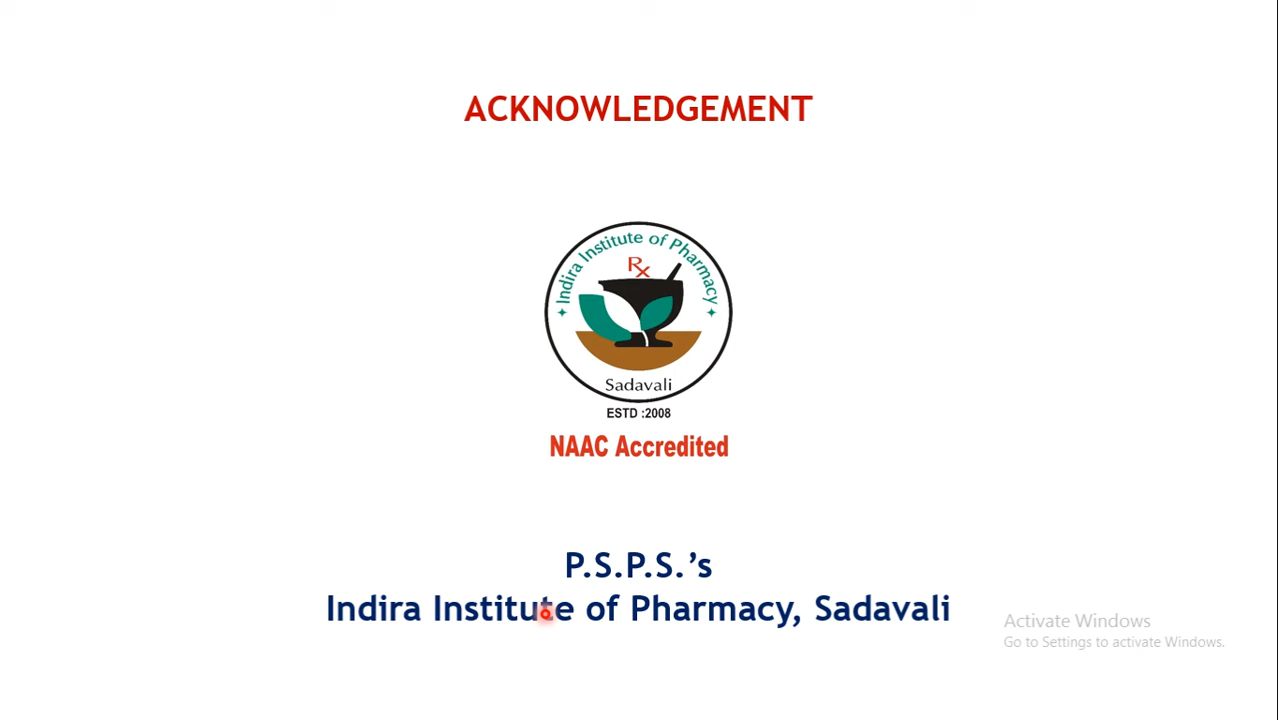 ACKNOWLEDGEMENT
Indira Institute of Pharmacy
Rx
Sadavali
ESTD :2008
NAAC Accredited
P.S.P.S.’s
Indira Institute of Pharmacy, Sadavali
Activate Windows
Go to Settings to activate Windows.